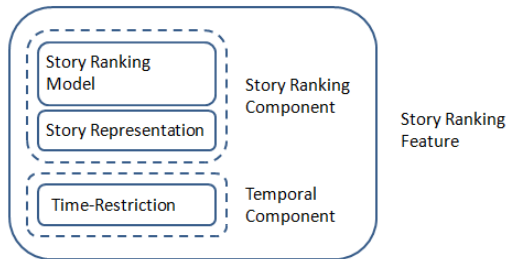 Story Ranking
Model
Story Representation
Story Ranking
Component
Time-Restriction
Temporal
Component
Story Ranking
Feature